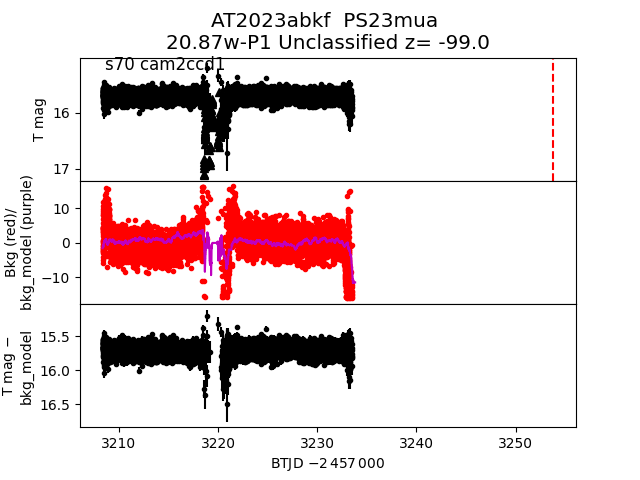 AT2023abkf  PS23mua
20.87w-P1 Unclassified z= -99.0
s70 cam2ccd1
T mag
16
17
Bkg (red)/
bkg_model (purple)
10
0
−10
T mag −
bkg_model
15.5
16.0
16.5
3210 3220 3230 3240 3250
BTJD −2 457 000